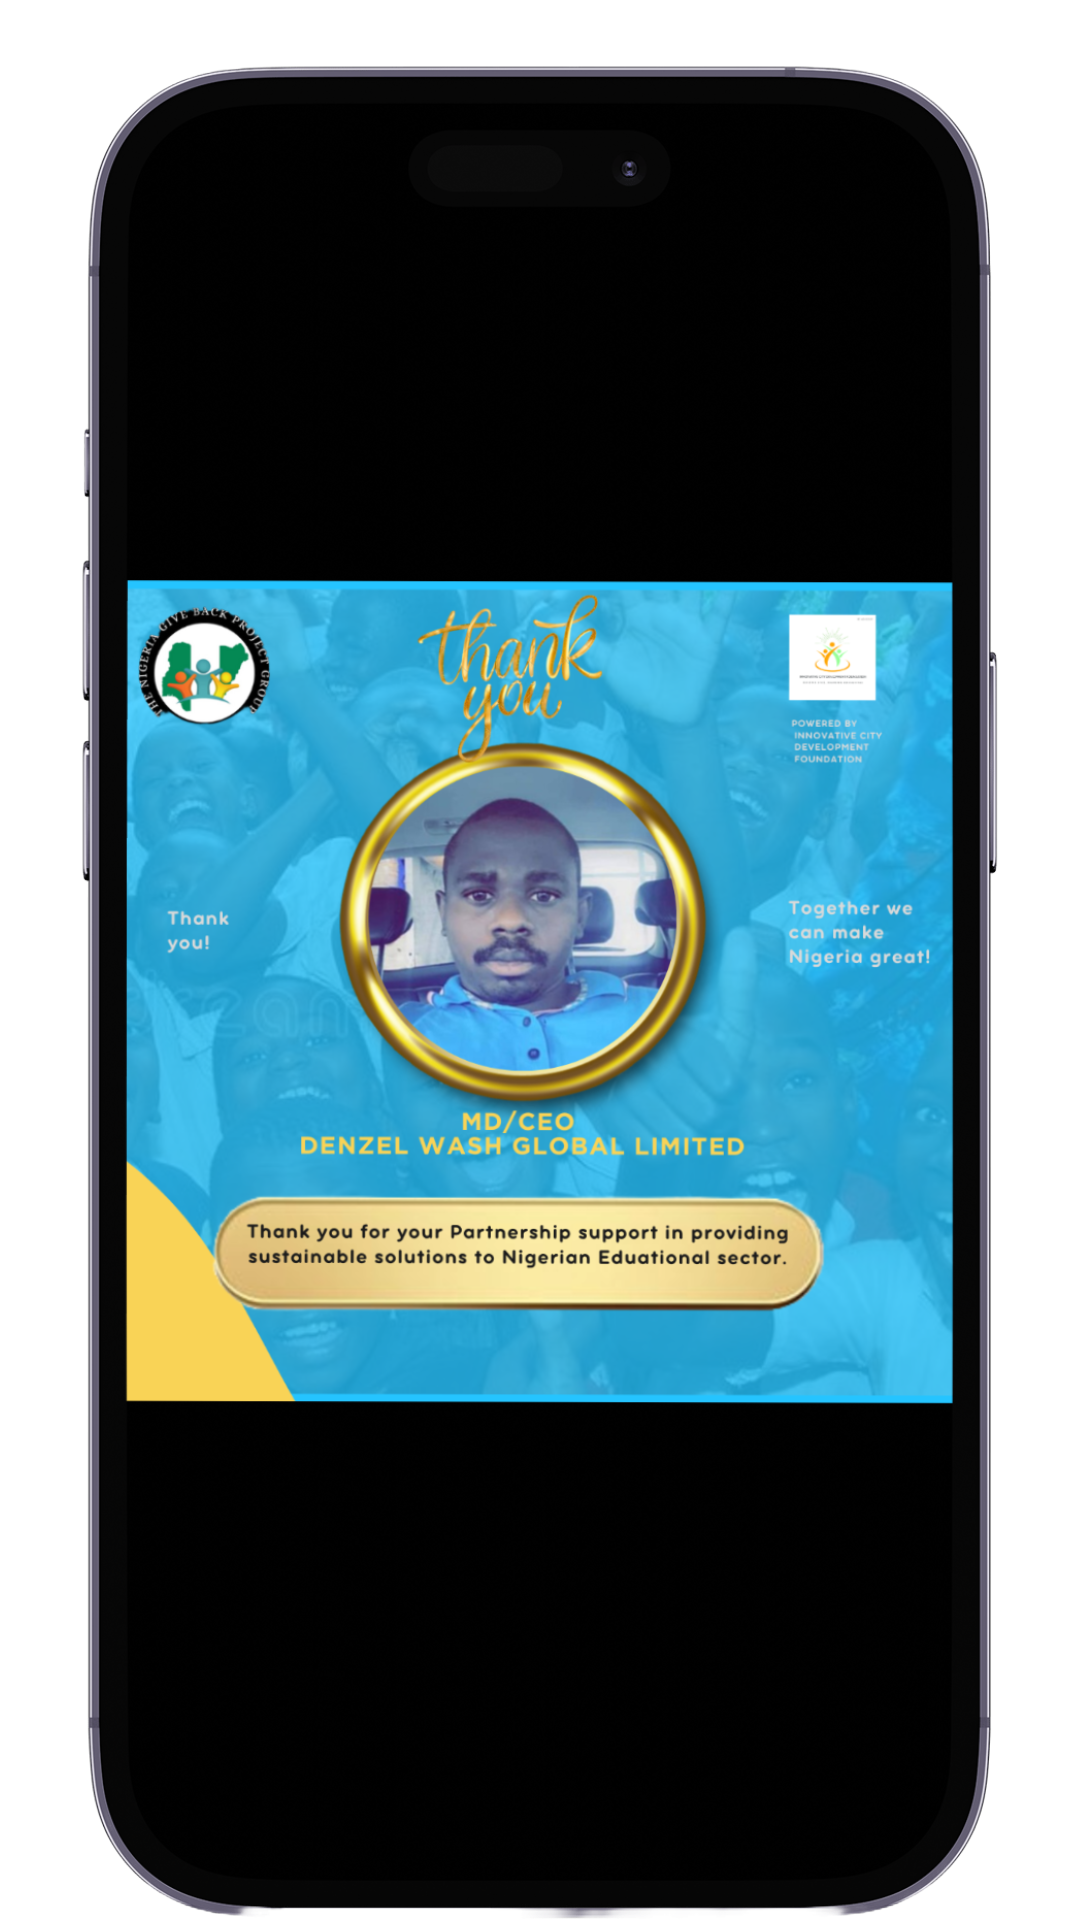 THE NIGERIA GIVE BACK PROJECT GROUP
thank
you
POWERED BY
INNOVATIVE CITY
DEVELOPMENT
FOUNDATION
Thank
you!
Together we
can make
Nigeria great!
MD/CEO
DENZEL WASH GLOBAL LIMITED
Thank you for your Partnership support in providing
sustainable solutions to Nigerian Eduational sector.